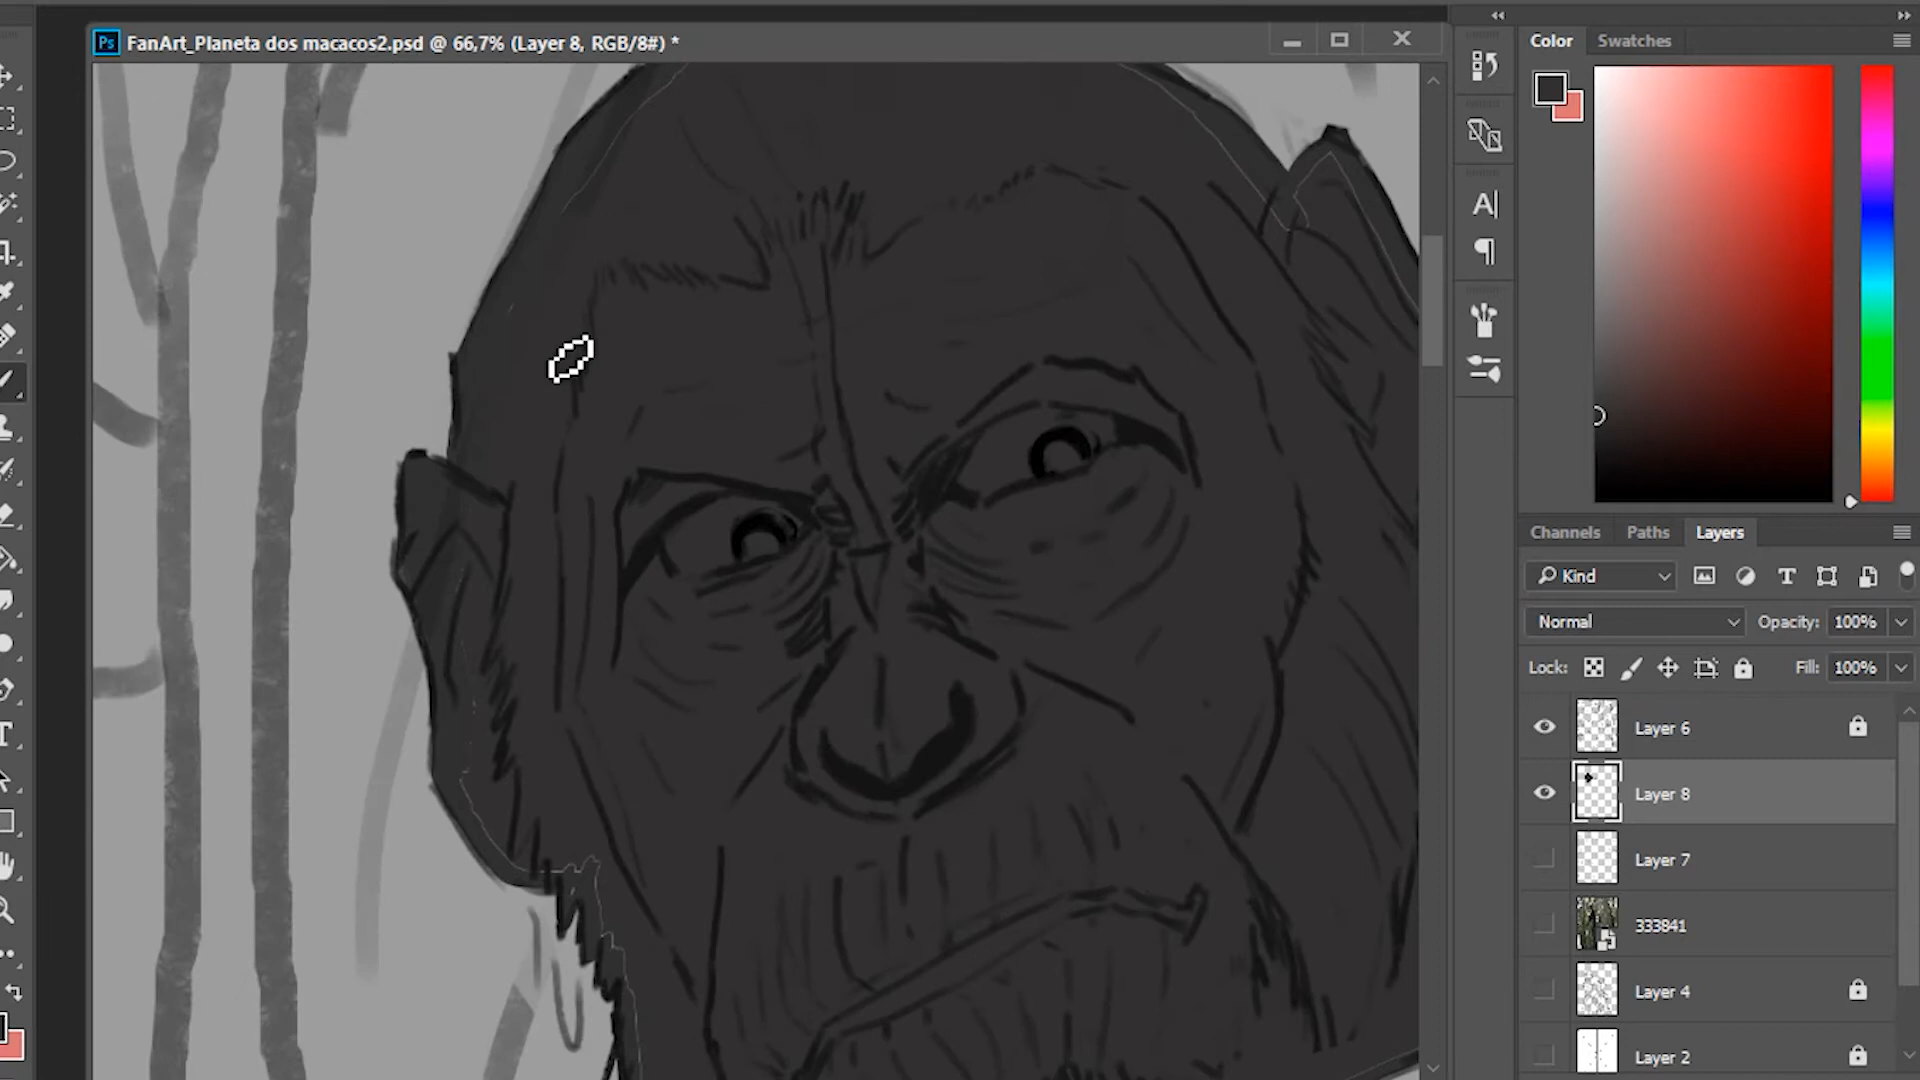 Ps FanArt_Planeta dos macacos2.psd @ 66,7% (Layer 8, RGB/8#) *
Color Swatches
Channels Paths Layers
Kind
Normal Opacity: 100%
Lock: Fill: 100%
Layer 6
Layer 8
Layer 7
333841
Layer 4
Layer 2